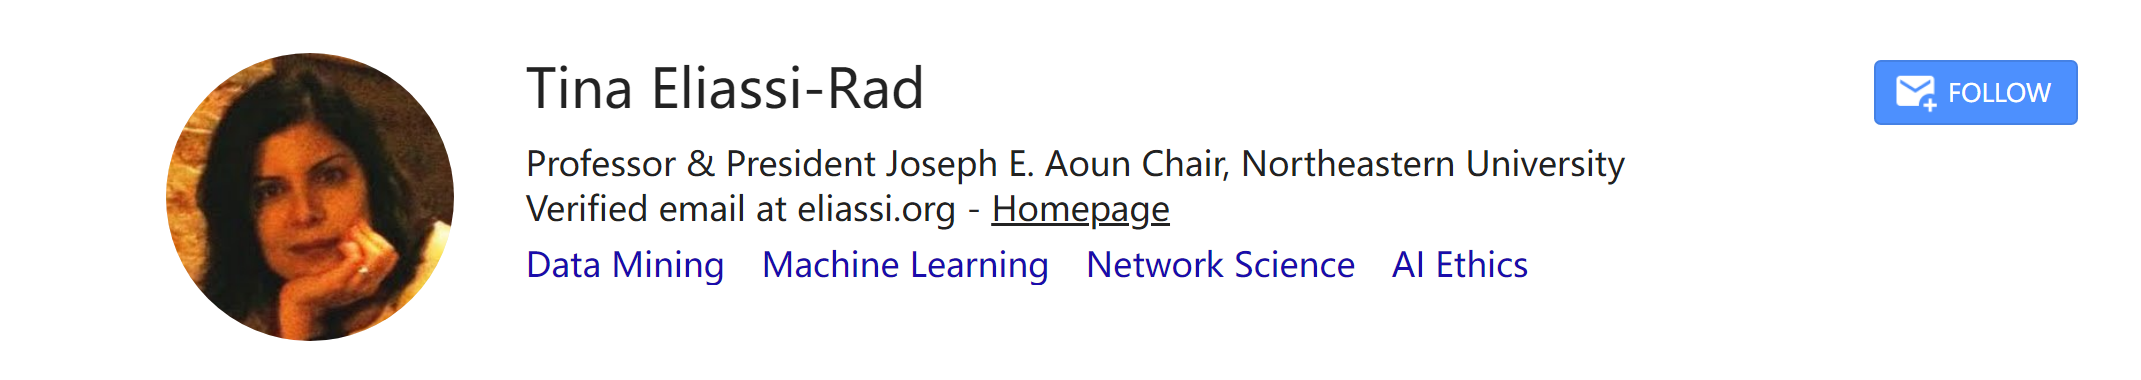 Tina Eliassi-Rad
FOLLOW
Professor & President Joseph E. Aoun Chair, Northeastern University
Verified email at eliassi.org - Homepage
Data Mining Machine Learning Network Science AI Ethics